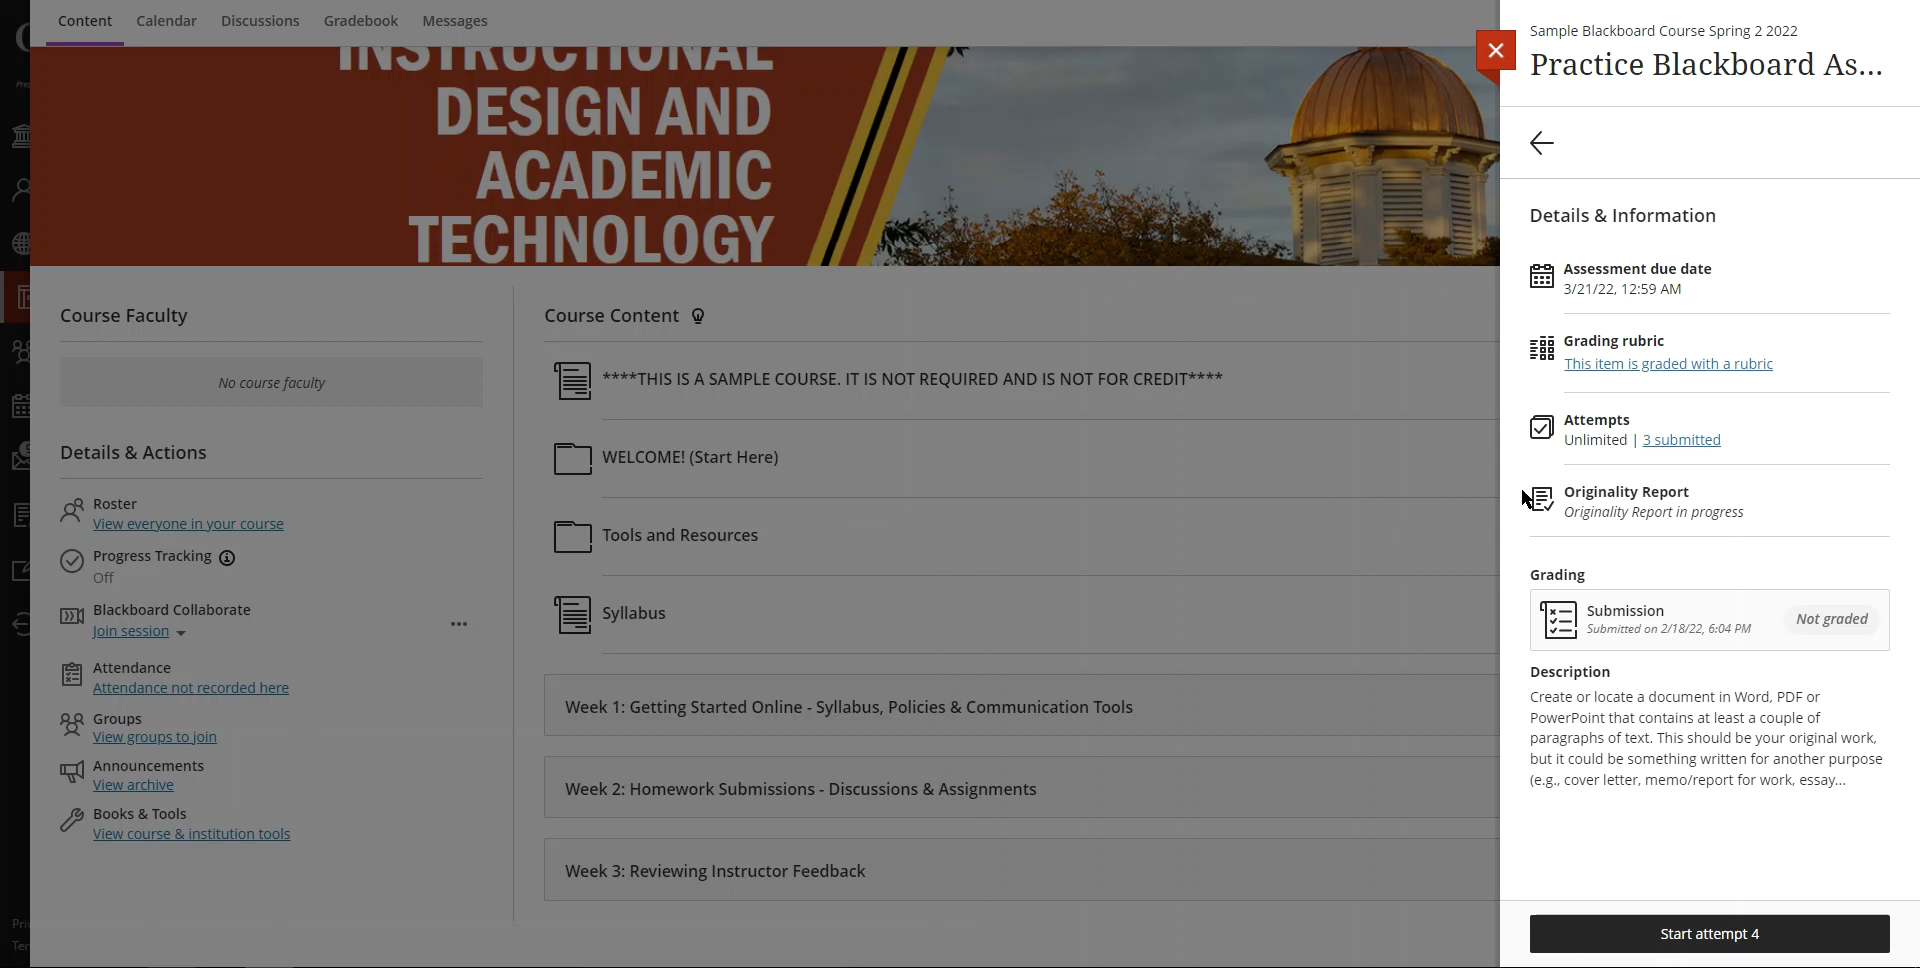 Content Calendar Discussions Gradebook Messages
INSTRUCTIONAL
DESIGN AND
ACADEMIC
TECHNOLOGY
Course Faculty
No course faculty
Details & Actions
Roster
View everyone in your course
Progress Tracking
Off
Blackboard Collaborate
Join session
Attendance
Attendance not recorded here
Groups
View groups to join
Announcements
View archive
Books & Tools
View course & institution tools
Course Content
****THIS IS A SAMPLE COURSE. IT IS NOT REQUIRED AND IS NOT FOR CREDIT****
WELCOME! (Start Here)
Tools and Resources
Syllabus
Week 1: Getting Started Online - Syllabus, Policies & Communication Tools
Week 2: Homework Submissions - Discussions & Assignments
Week 3: Reviewing Instructor Feedback
Sample Blackboard Course Spring 2 2022
Practice Blackboard As...
Details & Information
Assessment due date
3/21/22, 12:59 AM
Grading rubric
This item is graded with a rubric
Attempts
Unlimited | 3 submitted
Originality Report
Originality Report in progress
Grading
Submission
Submitted on 2/18/22, 6:04 PM
Not graded
Description
Create or locate a document in Word, PDF or
PowerPoint that contains at least a couple of
paragraphs of text. This should be your original work,
but it could be something written for another purpose
(e.g., cover letter, memo/report for work, essay...
Start attempt 4